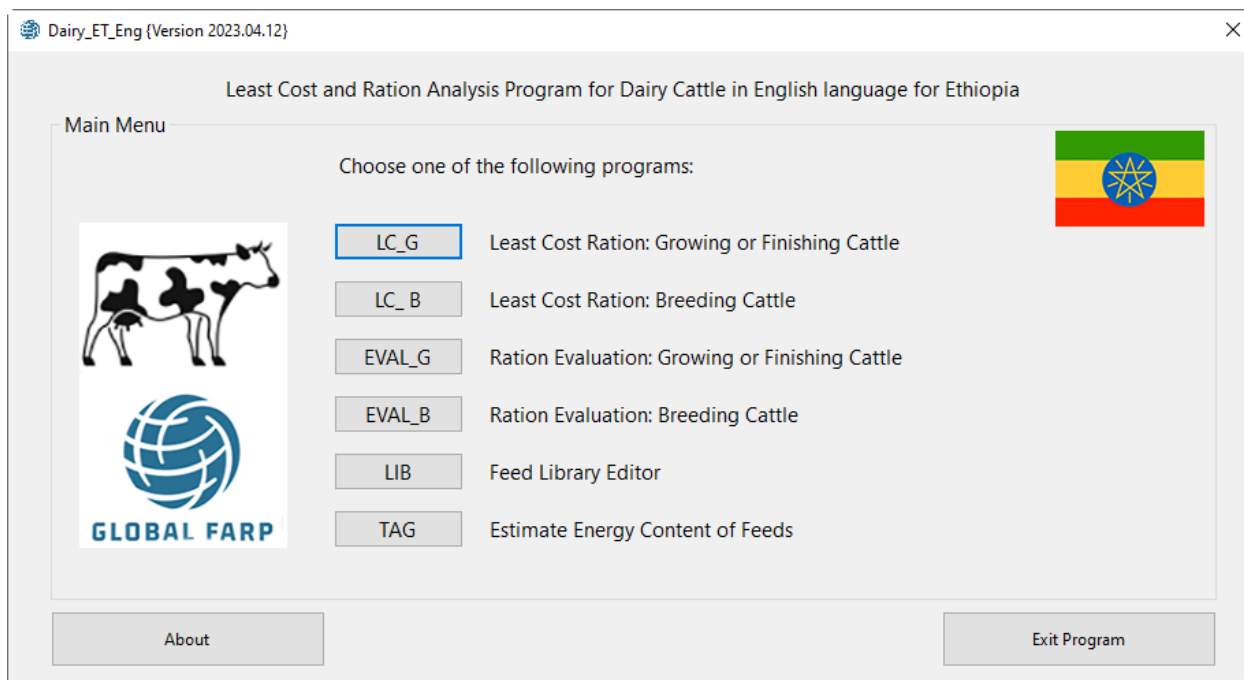 Dairy_ET_Eng {Version 2023.04.12}
Least Cost and Ration Analysis Program for Dairy Cattle in English language for Ethiopia
Main Menu
Choose one of the following programs:
LC_G Least Cost Ration: Growing or Finishing Cattle
LC_ B Least Cost Ration: Breeding Cattle
EVAL_G Ration Evaluation: Growing or Finishing Cattle
EVAL_B Ration Evaluation: Breeding Cattle
LIB Feed Library Editor
TAG Estimate Energy Content of Feeds
GLOBAL FARP
About
Exit Program